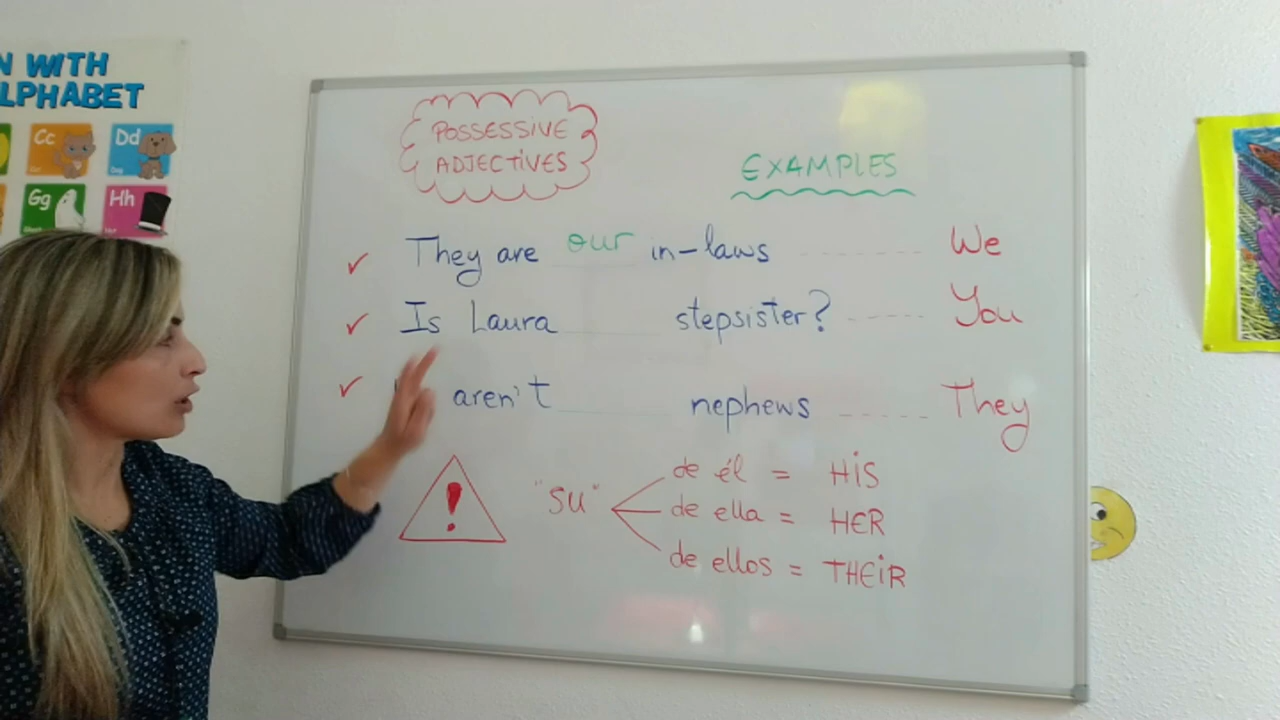 N WITH
LPHABET
Cc
Dd
Gg
Hh
POSSESSIVE
ADJECTIVES
EXAMPLES
✓ They are our in-laws We
✓ Is Laura stepsister? You
✓ aren't nephews They
! "SU" de él = HIS
de ella = HER
de ellos = THEIR